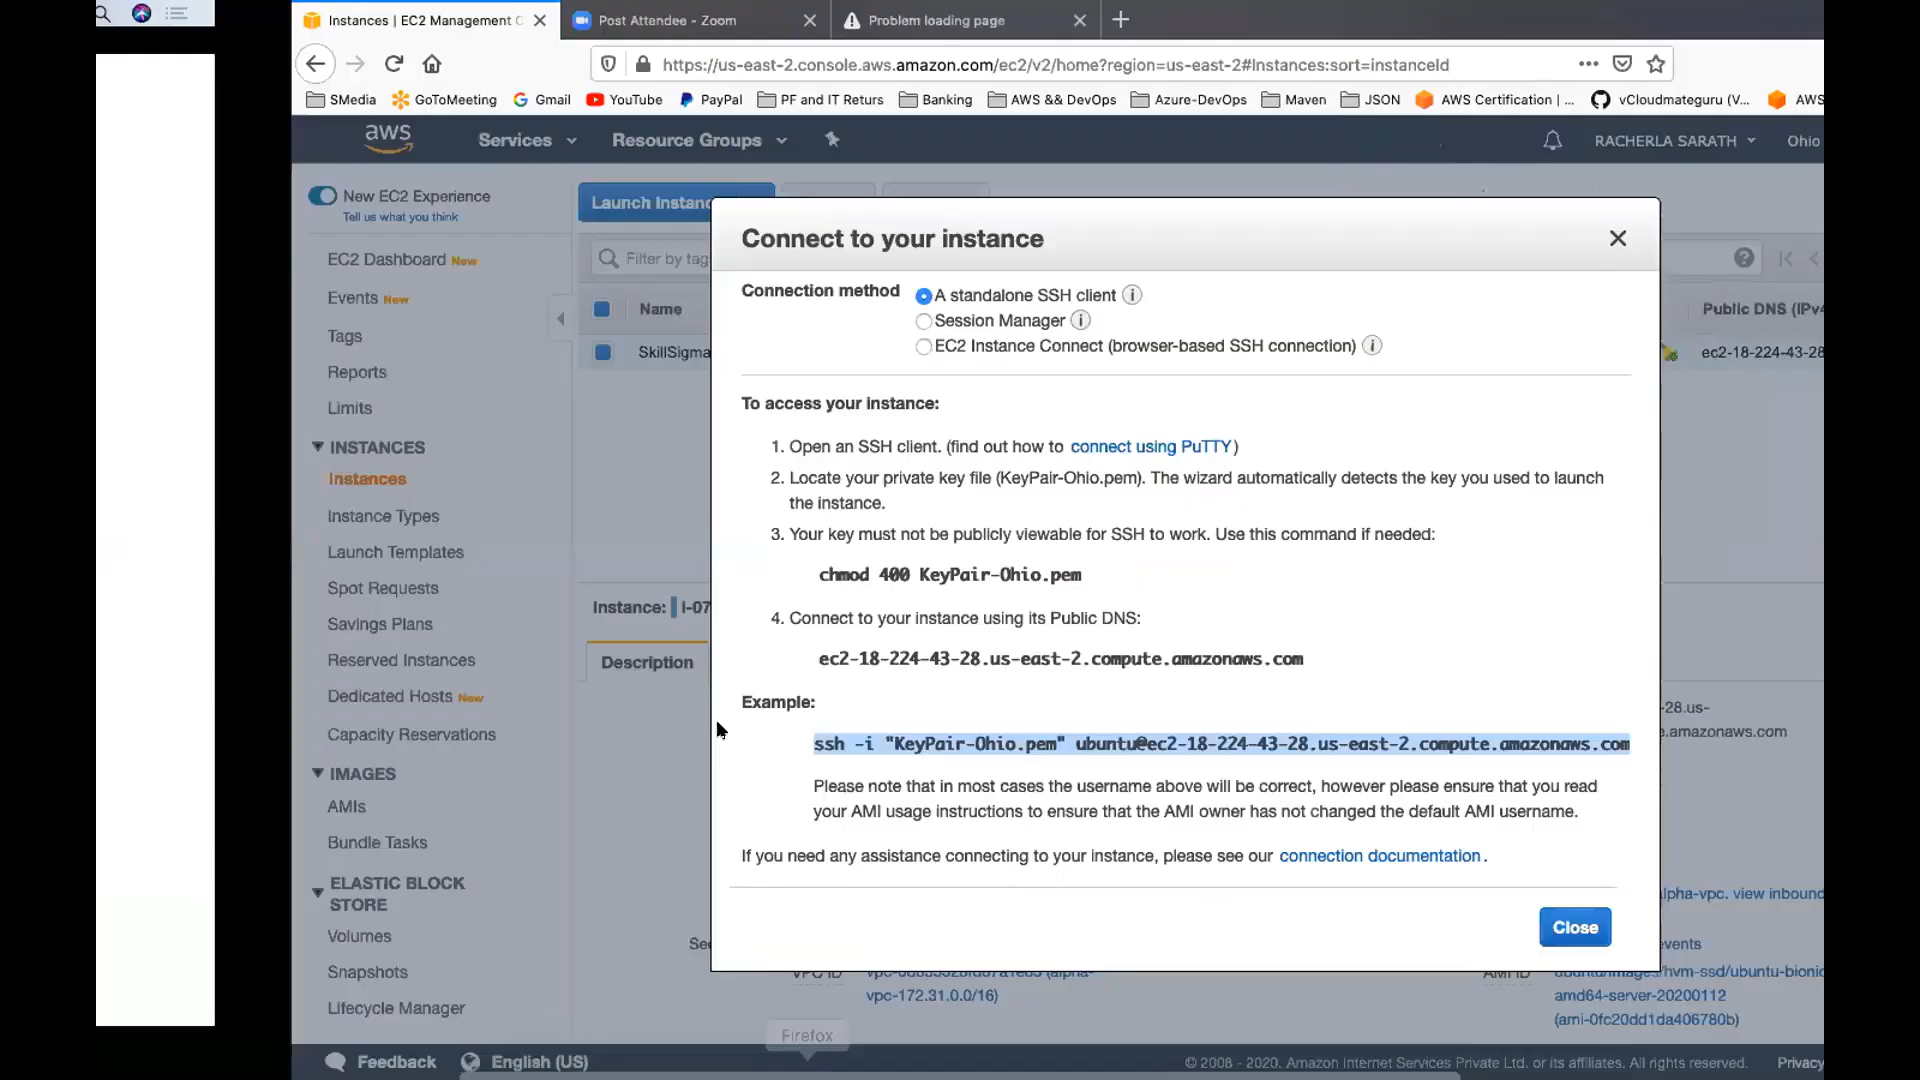 Instances | EC2 Management C
Post Attendee - Zoom
Problem loading page
https://us-east-2.console.aws.amazon.com/ec2/v2/home?region=us-east-2#Instances:sort=instanceId
SMedia GoToMeeting Gmail YouTube PayPal PF and IT Returs Banking AWS && DevOps Azure-DevOps Maven JSON AWS Certification | ... vCloudmateguru (V... AWS
aws Services Resource Groups RACHERLA SARATH Ohio
New EC2 Experience
Tell us what you think
EC2 Dashboard New
Events New
Tags
Reports
Limits
INSTANCES
Instances
Instance Types
Launch Templates
Spot Requests
Savings Plans
Reserved Instances
Dedicated Hosts New
Capacity Reservations
IMAGES
AMIs
Bundle Tasks
ELASTIC BLOCK
STORE
Volumes
Snapshots
Lifecycle Manager
Launch Instanc
Filter by tag
Name
Public DNS (IPv4
SkillSigma
ec2-18-224-43-28
Instance: i-07
Description
Connect to your instance
Connection method
A standalone SSH client
Session Manager
EC2 Instance Connect (browser-based SSH connection)
To access your instance:
1. Open an SSH client. (find out how to connect using PuTTY)
2. Locate your private key file (KeyPair-Ohio.pem). The wizard automatically detects the key you used to launch
the instance.
3. Your key must not be publicly viewable for SSH to work. Use this command if needed:
chmod 400 KeyPair-Ohio.pem
4. Connect to your instance using its Public DNS:
ec2-18-224-43-28.us-east-2.compute.amazonaws.com
Example:
ssh -i "KeyPair-Ohio.pem" ubuntu@ec2-18-224-43-28.us-east-2.compute.amazonaws.com
Please note that in most cases the username above will be correct, however please ensure that you read
your AMI usage instructions to ensure that the AMI owner has not changed the default AMI username.
If you need any assistance connecting to your instance, please see our connection documentation.
Close
-28.us-
e.amazonaws.com
alpha-vpc. view inbound
events
Sec
VPC ID
vpc-172.31.0.0/16)
AMI ID
ubuntu/images/hvm-ssd/ubuntu-bionic
amd64-server-20200112
(ami-0fc20dd1da406780b)
Firefox
Feedback English (US)
© 2008 - 2020, Amazon Internet Services Private Ltd. or its affiliates. All rights reserved. Privacy